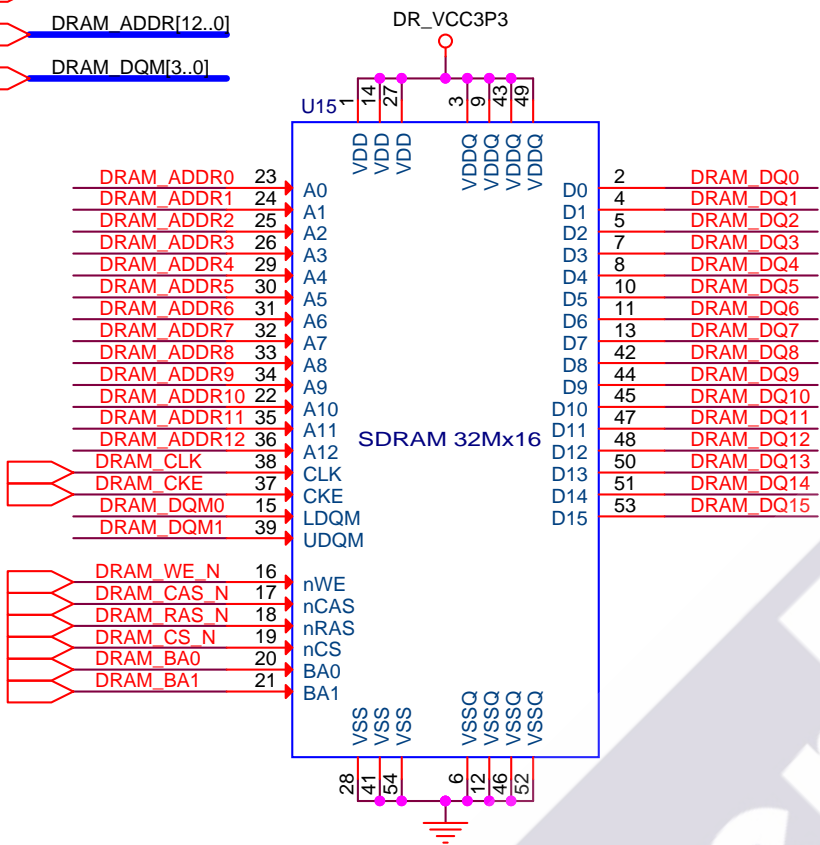 DRAM_ADDR[12..0]
DRAM_DQM[3..0]
DR_VCC3P3
U15
1 14 27 3 9 43 49
VDD VDD VDD VDDQ VDDQ VDDQ VDDQ
DRAM_ADDR0 23 A0 D0 2 DRAM_DQ0
DRAM_ADDR1 24 A1 D1 4 DRAM_DQ1
DRAM_ADDR2 25 A2 D2 5 DRAM_DQ2
DRAM_ADDR3 26 A3 D3 7 DRAM_DQ3
DRAM_ADDR4 29 A4 D4 8 DRAM_DQ4
DRAM_ADDR5 30 A5 D5 10 DRAM_DQ5
DRAM_ADDR6 31 A6 D6 11 DRAM_DQ6
DRAM_ADDR7 32 A7 D7 13 DRAM_DQ7
DRAM_ADDR8 33 A8 D8 42 DRAM_DQ8
DRAM_ADDR9 34 A9 D9 44 DRAM_DQ9
DRAM_ADDR10 22 A10 D10 45 DRAM_DQ10
DRAM_ADDR11 35 A11 D11 47 DRAM_DQ11
DRAM_ADDR12 36 A12 D12 48 DRAM_DQ12
SDRAM 32Mx16
DRAM_CLK 38 CLK D13 50 DRAM_DQ13
DRAM_CKE 37 CKE D14 51 DRAM_DQ14
DRAM_DQM0 15 LDQM D15 53 DRAM_DQ15
DRAM_DQM1 39 UDQM
DRAM_WE_N 16 nWE
DRAM_CAS_N 17 nCAS
DRAM_RAS_N 18 nRAS
DRAM_CS_N 19 nCS
DRAM_BA0 20 BA0
DRAM_BA1 21 BA1
VSS VSS VSS VSSQ VSSQ VSSQ VSSQ
28 41 54 6 12 46 52